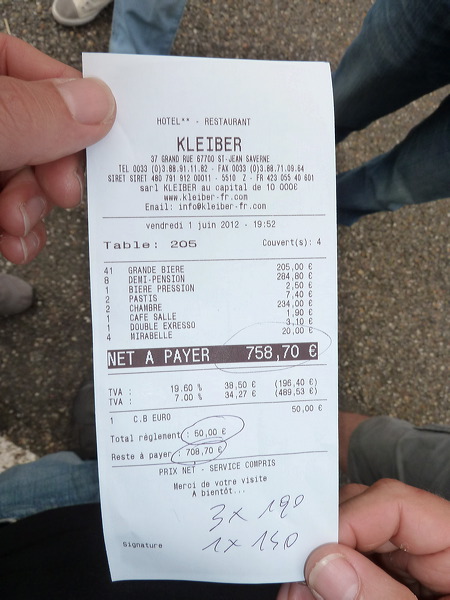 HOTEL** - RESTAURANT
KLEIBER
37 GRAND RUE 67700 ST-JEAN SAVERNE
TEL 0033 (0)3.88.91.11.82 - FAX 0033 (0)3.88.71.09.64
SIRET SIRET 480 791 912 00011 - 5510 Z - FR 423 055 40 601
sarl KLEIBER au capital de 10 000€
www.kleiber-fr.com
Email: info@kleiber-fr.com
vendredi 1 juin 2012 - 19:52
Table: 205 Couvert(s): 4
41 GRANDE BIERE 205,00 €
8 DEMI-PENSION 284,80 €
1 BIERE PRESSION 2,50 €
2 PASTIS 7,40 €
2 CHAMBRE 234,00 €
1 CAFE SALLE 1,90 €
1 DOUBLE EXRESSO 3,10 €
4 MIRABELLE 20,00 €
NET A PAYER 758,70 €
TVA : 19.60 % 38,50 € (196,40 €)
TVA : 7.00 % 34,27 € (489,53 €)
1 C.B EURO 50,00 €
Total réglement : 50,00 €
Reste à payer : 708,70 €
PRIX NET - SERVICE COMPRIS
Merci de votre visite
A bientôt...
3 x 190
1 x 140
Signature